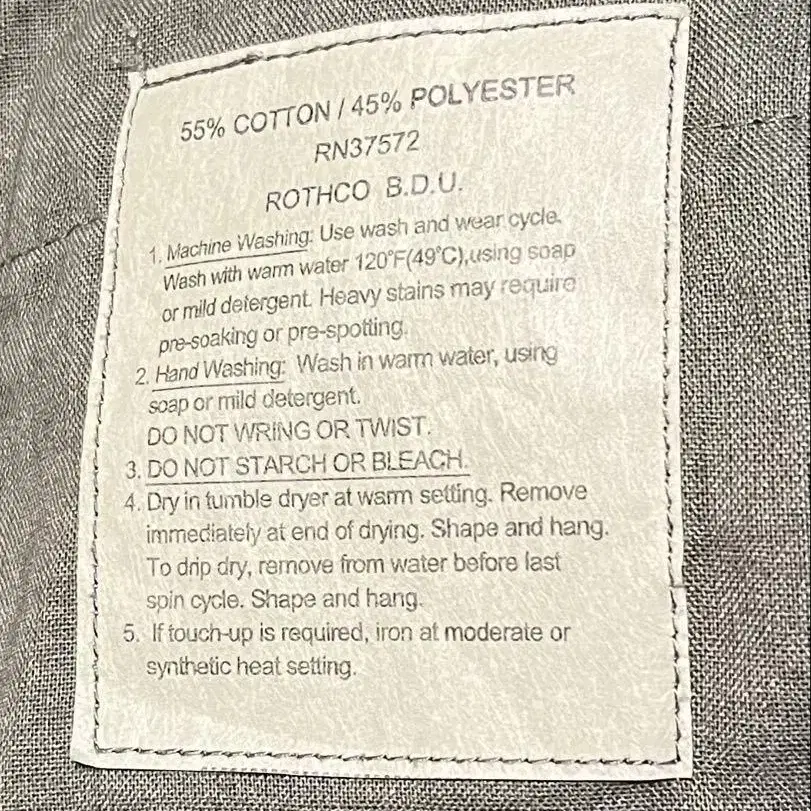 55% COTTON / 45% POLYESTER
RN37572
ROTHCO B.D.U.
1. Machine Washing: Use wash and wear cycle.
Wash with warm water 120°F(49°C),using soap
or mild detergent. Heavy stains may require
pre-soaking or pre-spotting.
2. Hand Washing: Wash in warm water, using
soap or mild detergent.
DO NOT WRING OR TWIST.
3. DO NOT STARCH OR BLEACH.
4. Dry in tumble dryer at warm setting. Remove
immediately at end of drying. Shape and hang.
To drip dry, remove from water before last
spin cycle. Shape and hang.
5. If touch-up is required, iron at moderate or
synthetic heat setting.